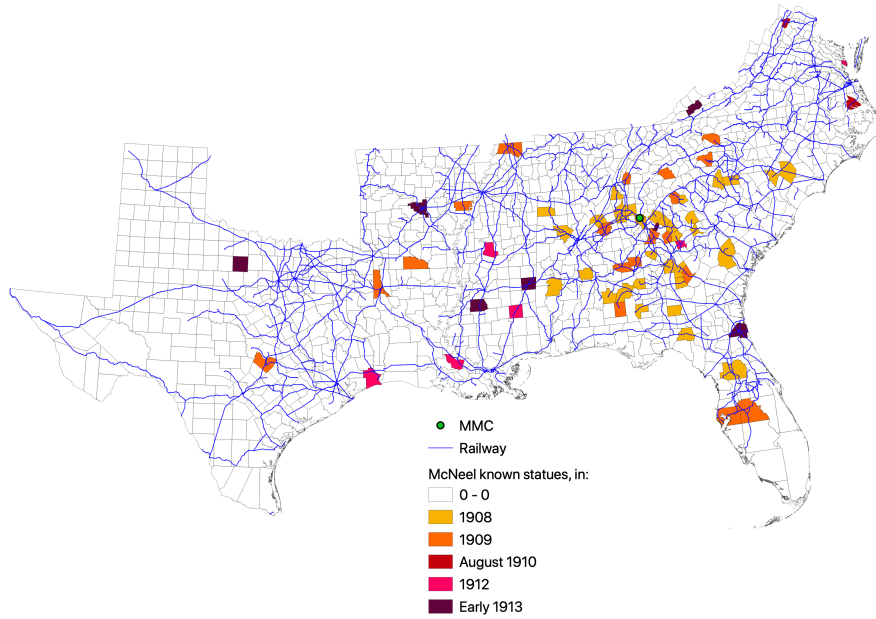 MMC
Railway
McNeel known statues, in:
0 - 0
1908
1909
August 1910
1912
Early 1913